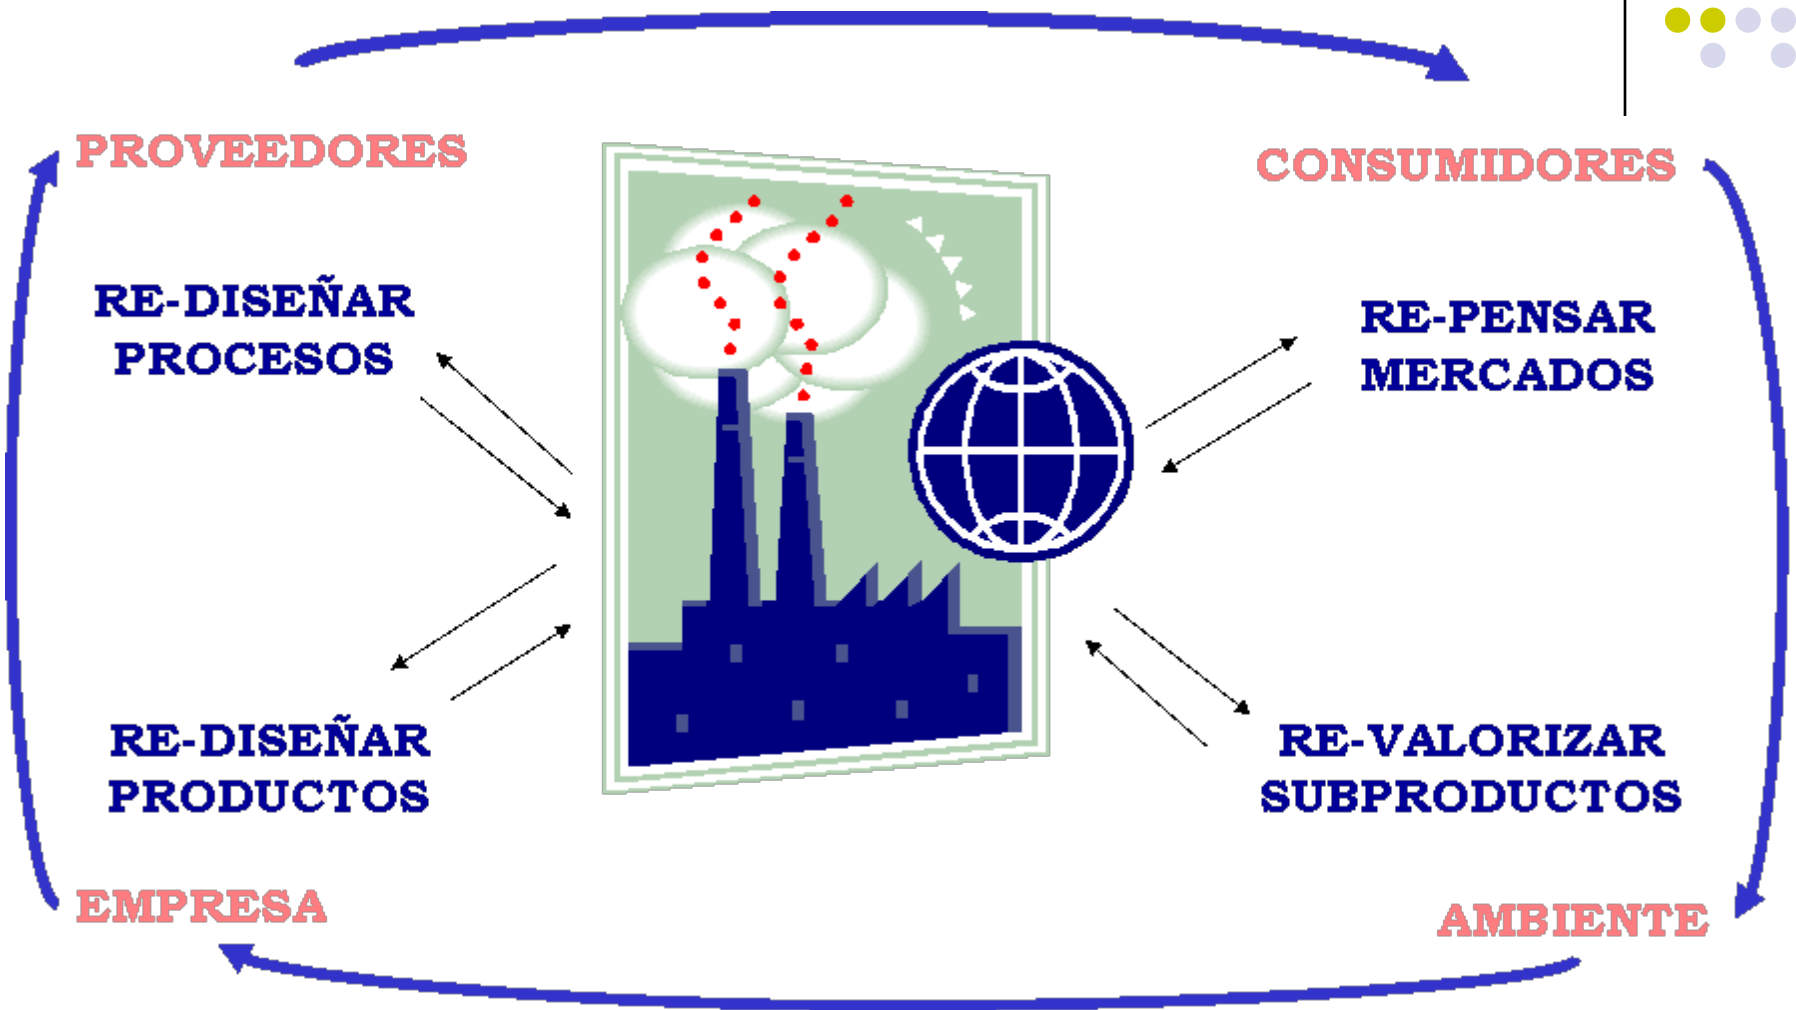 PROVEEDORES
CONSUMIDORES
RE-DISEÑAR
PROCESOS
RE-PENSAR
MERCADOS
RE-DISEÑAR
PRODUCTOS
RE-VALORIZAR
SUBPRODUCTOS
EMPRESA
AMBIENTE